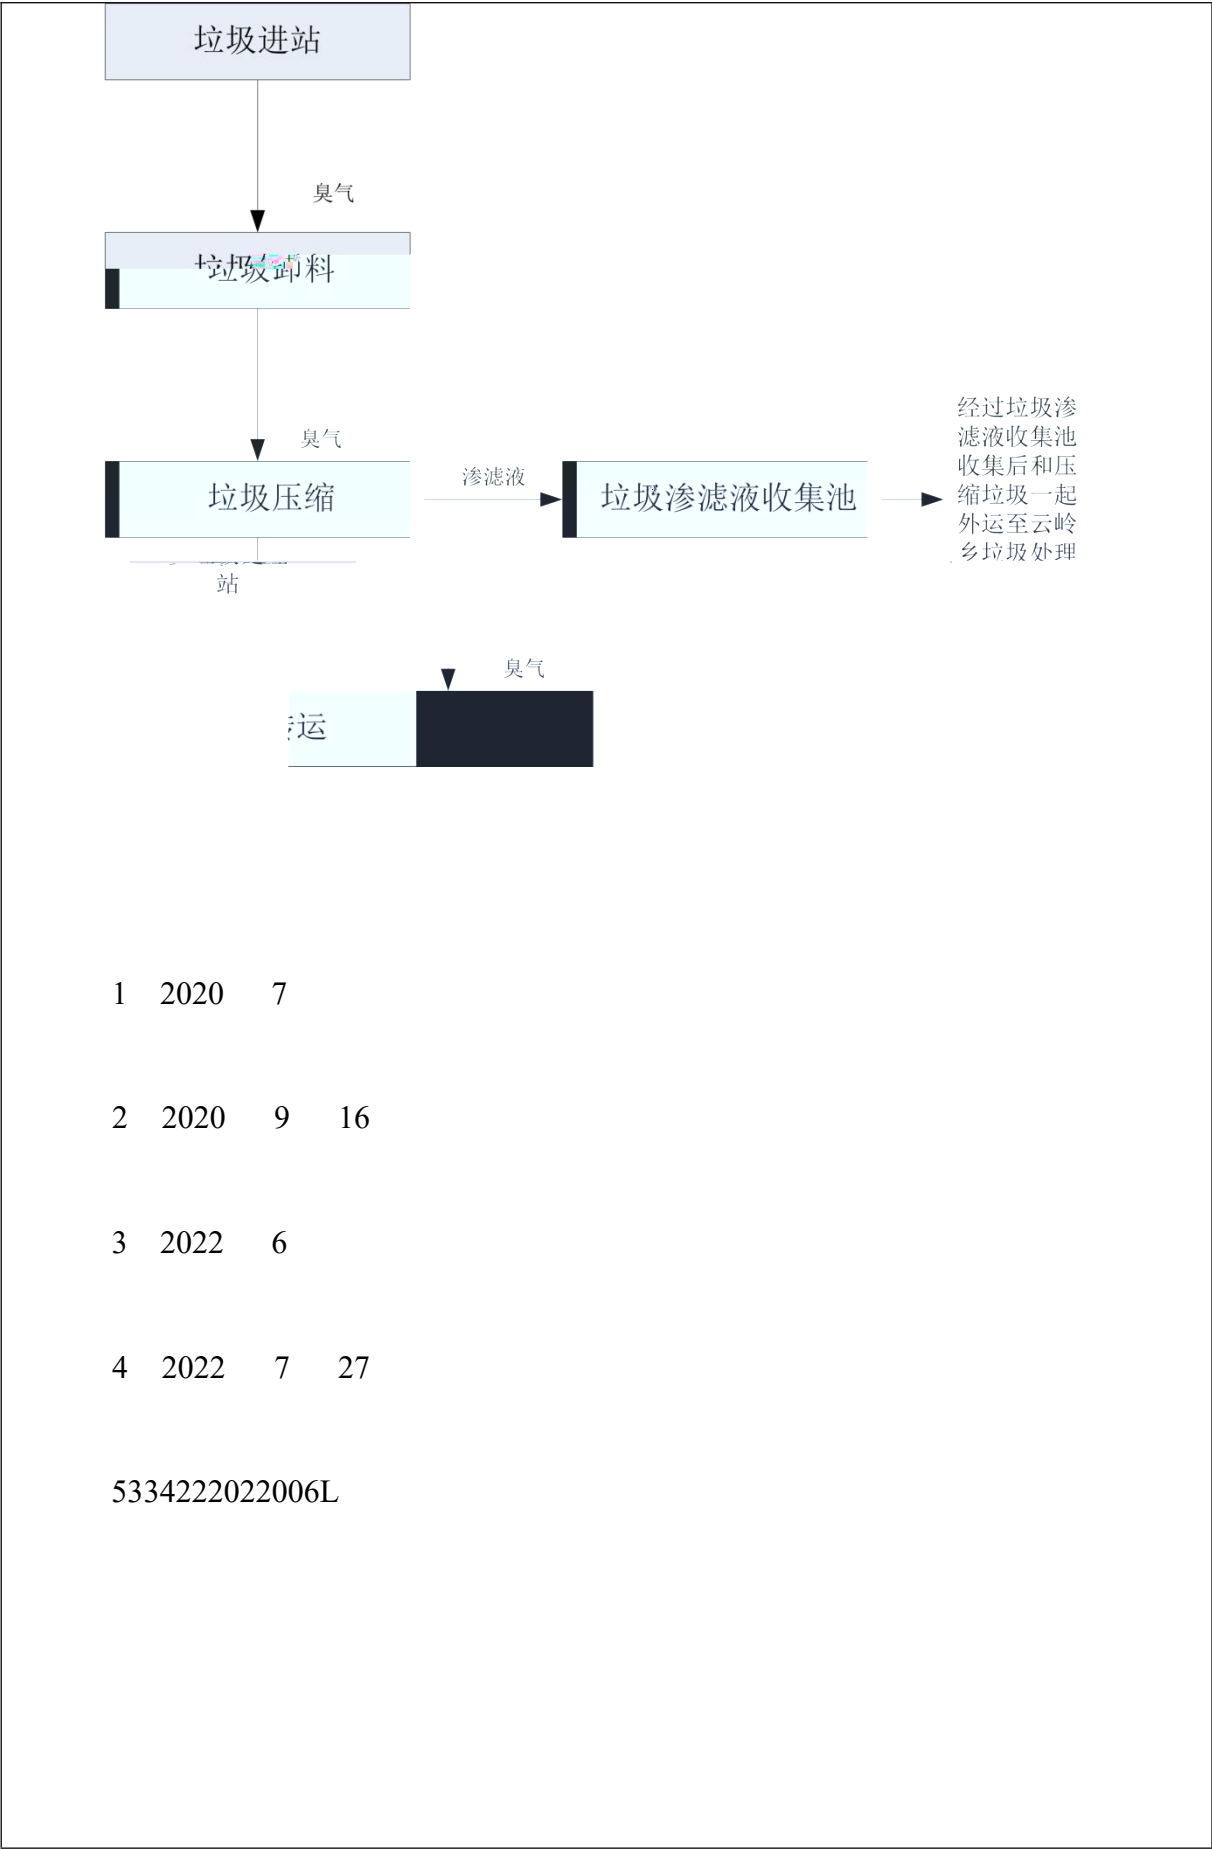 垃圾进站
臭气
垃圾卸料
臭气
垃圾压缩
渗滤液
垃圾渗滤液收集池
经过垃圾渗
滤液收集池
收集后和压
缩垃圾一起
外运至云岭
乡垃圾处理
站
臭气
运
1 2020 7
2 2020 9 16
3 2022 6
4 2022 7 27
5334222022006L